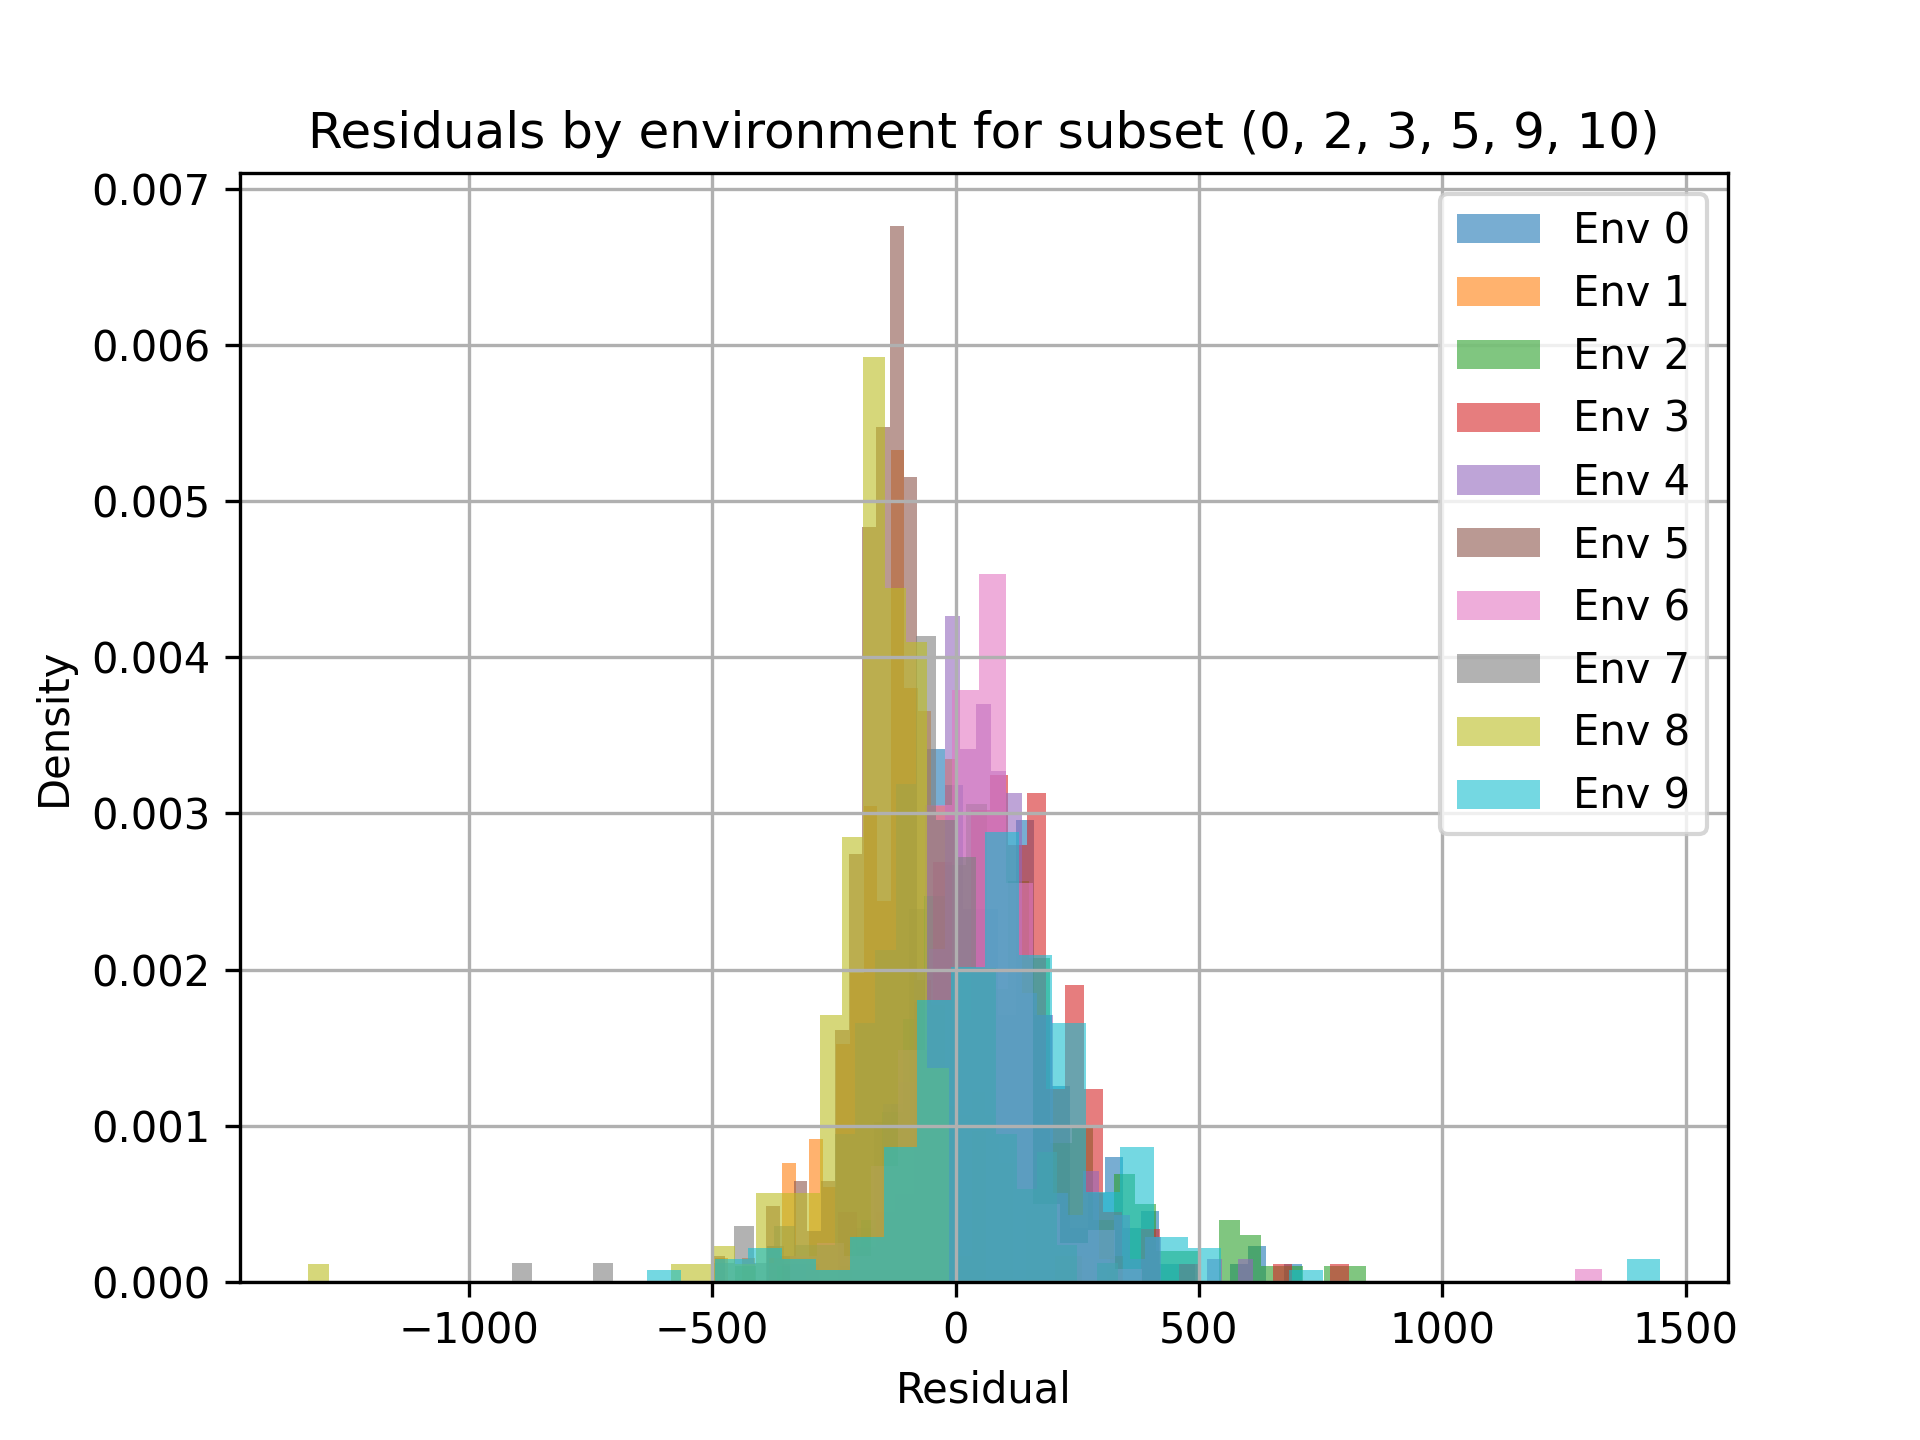 Residuals by environment for subset (0, 2, 3, 5, 9, 10)
0.007
0.006
0.005
0.004
0.003
0.002
0.001
0.000
Density
−1000
−500
0
500
1000
1500
Residual
Env 0
Env 1
Env 2
Env 3
Env 4
Env 5
Env 6
Env 7
Env 8
Env 9